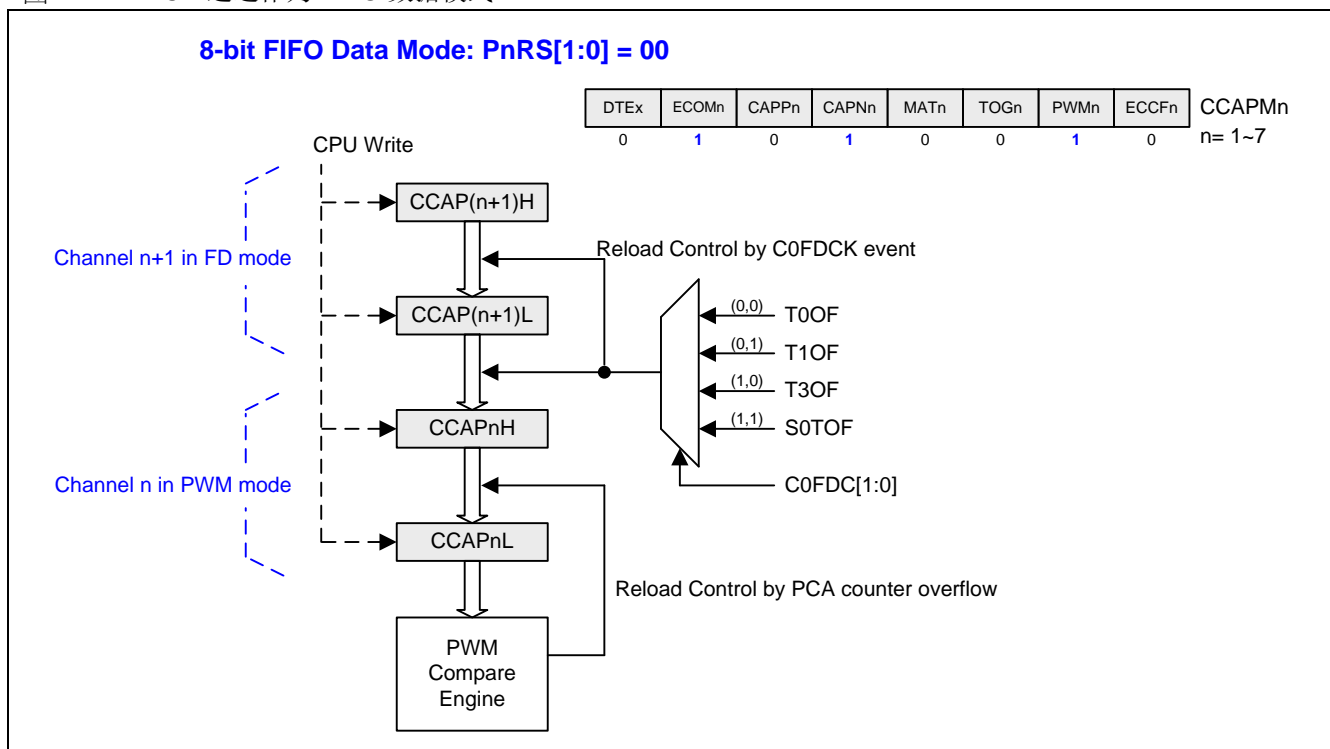 8-bit FIFO Data Mode: PnRS[1:0] = 00
DTEx ECOMn CAPPn CAPNn MATn TOGn PWMn ECCFn CCAPMn
0 1 0 1 0 0 1 0 n= 1~7
CPU Write
CCAP(n+1)H
Channel n+1 in FD mode
Reload Control by C0FDCK event
CCAP(n+1)L
(0,0) T0OF
(0,1) T1OF
(1,0) T3OF
(1,1) S0TOF
CCAPnH
Channel n in PWM mode
C0FDC[1:0]
CCAPnL
Reload Control by PCA counter overflow
PWM
Compare
Engine